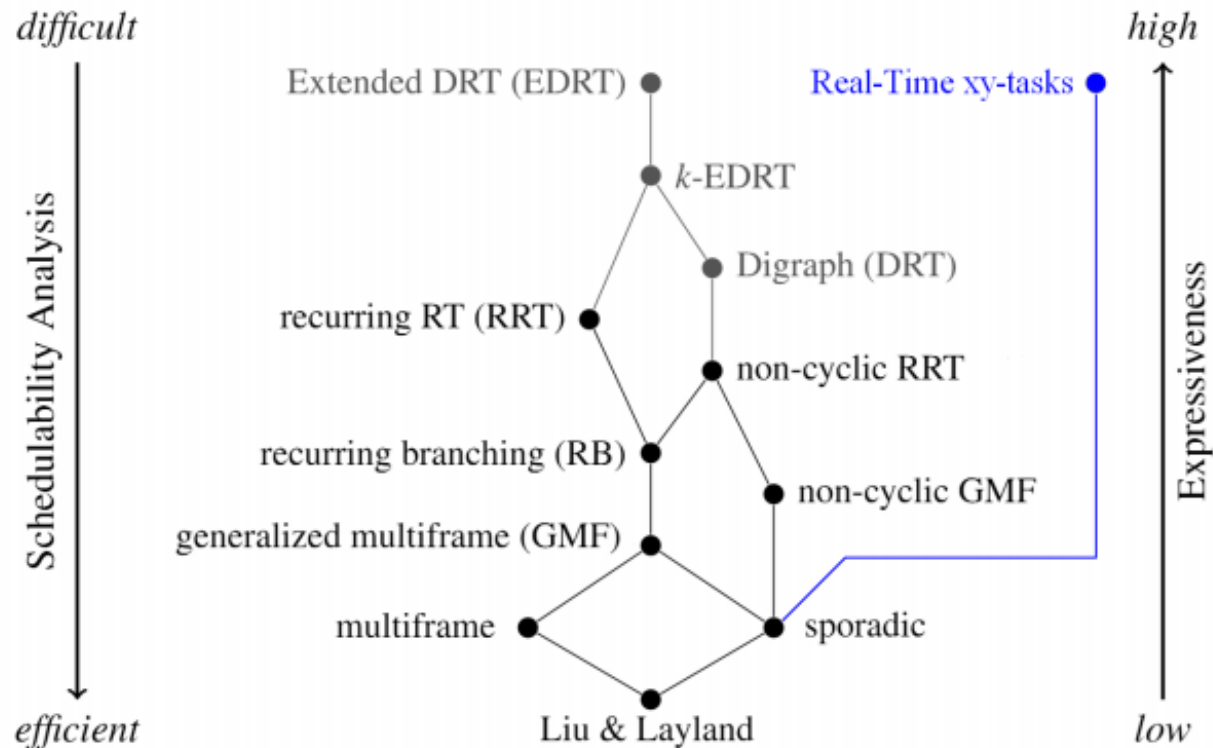 difficult
high
Extended DRT (EDRT)
Real-Time xy-tasks
k-EDRT
Digraph (DRT)
recurring RT (RRT)
non-cyclic RRT
recurring branching (RB)
non-cyclic GMF
generalized multiframe (GMF)
multiframe
sporadic
Liu & Layland
efficient
low
Schedulability Analysis
Expressiveness